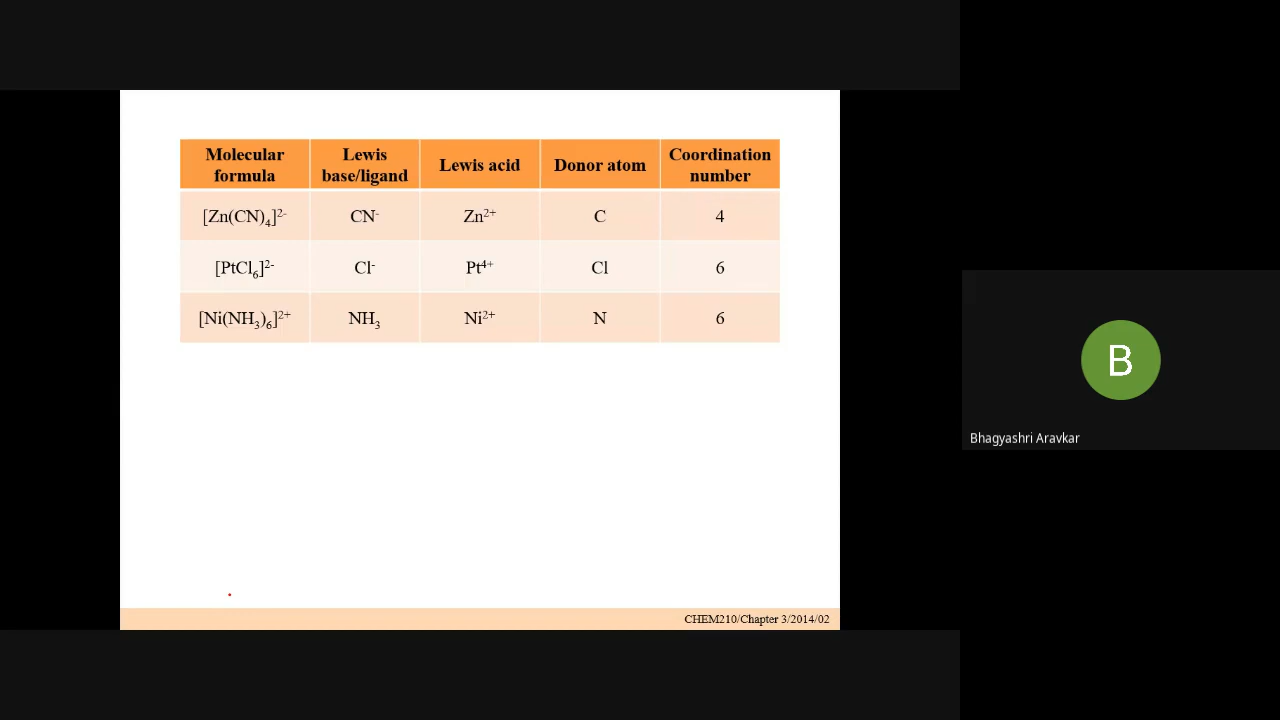 Molecular formula Lewis base/ligand Lewis acid Donor atom Coordination number
[Zn(CN)₄]²⁻ CN⁻ Zn²⁺ C 4
[PtCl₆]²⁻ Cl⁻ Pt⁴⁺ Cl 6
[Ni(NH₃)₆]²⁺ NH₃ Ni²⁺ N 6
CHEM210/Chapter 3/2014/02
B
Bhagyashri Aravkar